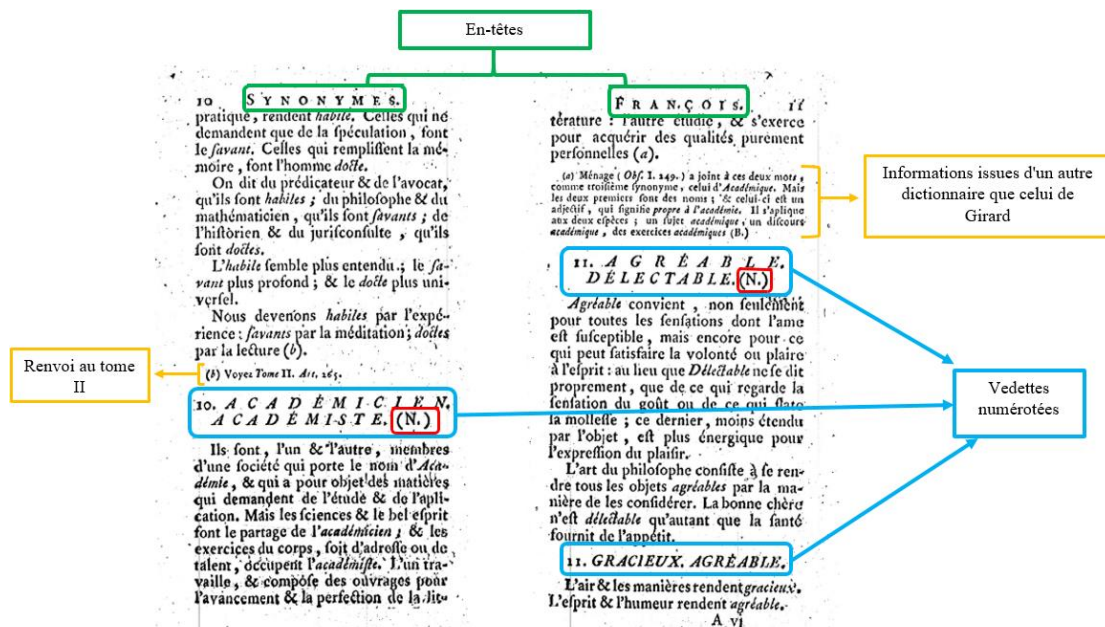 En-têtes
10 SYNONYMES.
pratique, rendent habile. Celles qui ne
demandent que de la spéculation, font
le ſavant. Celles qui rempliſſent la mé-
moire, font l'homme docte.
On dit du prédicateur & de l'avocat,
qu'ils ſont habiles ; du philoſophe & du
mathématicien, qu'ils ſont ſavants ; de
l'hiſtorien & du juriſconſulte, qu'ils
ſont doctes.
L'habile ſemble plus entendu ; le ſa-
vant plus profond ; & le docte plus uni-
verſel.
Nous devenons habiles par l'expé-
rience : ſavants par la méditation ; doctes
par la lecture (b).
(b) Voyez Tome II. Art. 265.
Renvoi au tome
II
10. ACADÉMICIEN.
ACADÉMISTE. (N.)
Ils ſont, l'un & l'autre, membres
d'une ſociété qui porte le nom d'Aca-
démie, & qui a pour objet des matières
qui demandent de l'étude & de l'apli-
cation. Mais les ſciences & le bel eſprit
font le partage de l'académicien ; & les
exercices du corps, ſoit d'adreſſe ou de
talent, occupent l'académiſte. L'un tra-
vaille, & compoſe des ouvrages pour
l'avancement & la perfection de la lit-
FRANÇOIS. 11
térature : l'autre étudie, & s'exerce
pour acquérir des qualités purement
perſonnelles (a).
(a) Ménage (Obſ. I. 249.) a joint à ces deux mots,
comme troiſième ſynonyme, celui d'Académique. Mais
les deux premiers ſont des noms ; & celui-ci eſt un
adjectif, qui ſignifie propre à l'académie. Il s'aplique
aux deux eſpèces ; un ſujet académique, un diſcours
académique, des exercices académiques (B.)
Informations issues d'un autre
dictionnaire que celui de
Girard
11. AGRÉABLE.
DÉLECTABLE. (N.)
Agréable convient, non ſeulement
pour toutes les ſenſations dont l'ame
eſt ſuſceptible, mais encore pour ce
qui peut ſatisfaire la volonté ou plaire
à l'eſprit : au lieu que Délectable ne ſe dit
proprement, que de ce qui regarde la
ſenſation du goût ou de ce qui flate
la molleſſe ; ce dernier, moins étendu
par l'objet, eſt plus énergique pour
l'expreſſion du plaiſir.
L'art du philoſophe conſiſte à ſe ren-
dre tous les objets agréables par la ma-
nière de les conſidérer. La bonne chère
n'eſt délectable qu'autant que la ſanté
fournit de l'appétit.
11. GRACIEUX. AGRÉABLE.
L'air & les manières rendent gracieux.
L'eſprit & l'humeur rendent agréable.
A vj
Vedettes
numérotées